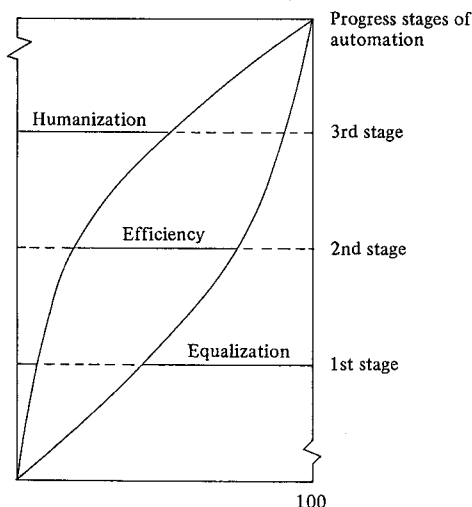 Progress stages of
automation
Humanization
3rd stage
Efficiency
2nd stage
Equalization
1st stage
100